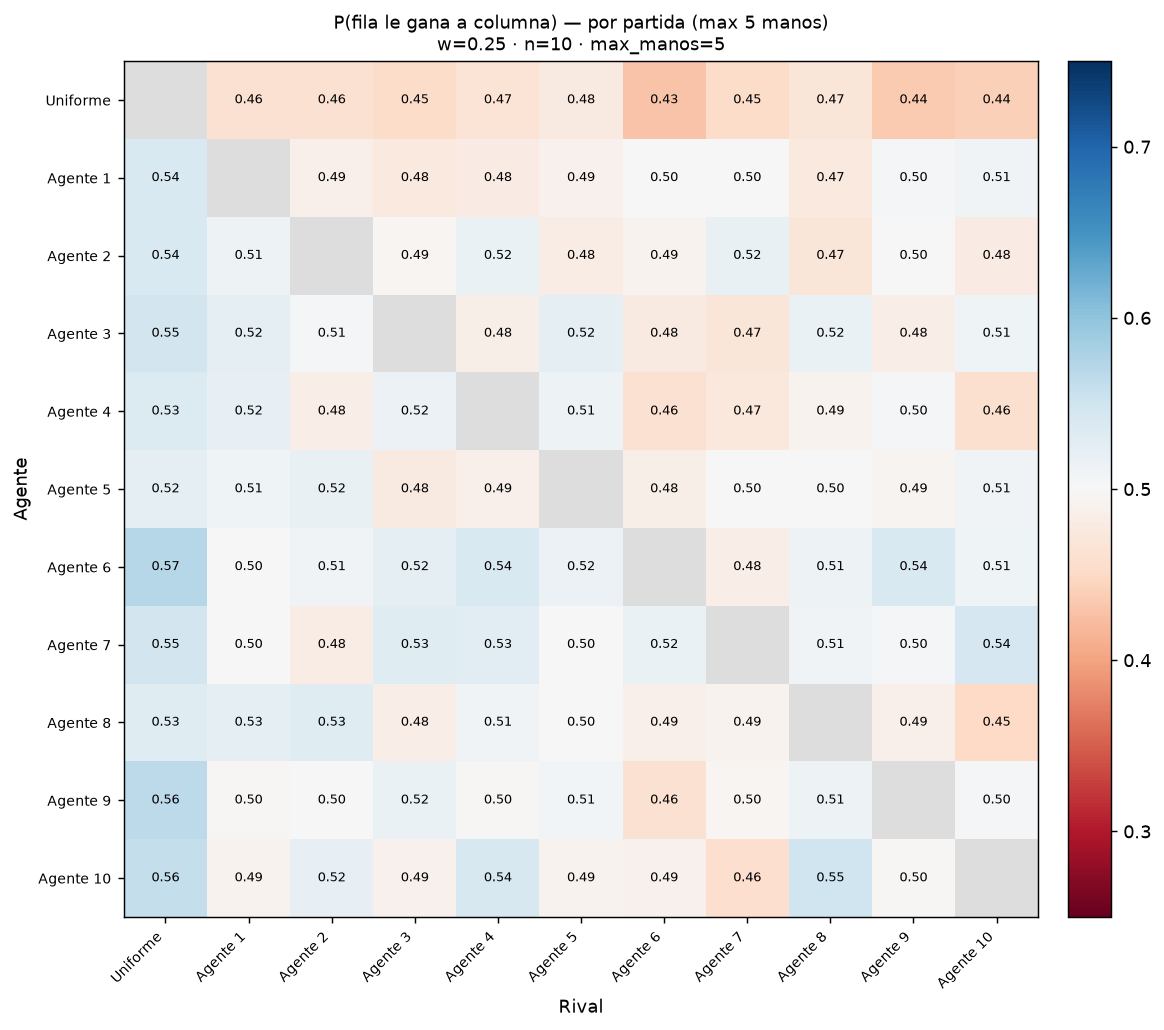 P(fila le gana a columna) — por partida (max 5 manos)
w=0.25 · n=10 · max_manos=5
Uniforme 0.46 0.46 0.45 0.47 0.48 0.43 0.45 0.47 0.44 0.44
Agente 1 0.54 0.49 0.48 0.48 0.49 0.50 0.50 0.47 0.50 0.51
Agente 2 0.54 0.51 0.49 0.52 0.48 0.49 0.52 0.47 0.50 0.48
Agente 3 0.55 0.52 0.51 0.48 0.52 0.48 0.47 0.52 0.48 0.51
Agente 4 0.53 0.52 0.48 0.52 0.51 0.46 0.47 0.49 0.50 0.46
Agente 5 0.52 0.51 0.52 0.48 0.49 0.48 0.50 0.50 0.49 0.51
Agente 6 0.57 0.50 0.51 0.52 0.54 0.52 0.48 0.51 0.54 0.51
Agente 7 0.55 0.50 0.48 0.53 0.53 0.50 0.52 0.51 0.50 0.54
Agente 8 0.53 0.53 0.53 0.48 0.51 0.50 0.49 0.49 0.49 0.45
Agente 9 0.56 0.50 0.50 0.52 0.50 0.51 0.46 0.50 0.51 0.50
Agente 10 0.56 0.49 0.52 0.49 0.54 0.49 0.49 0.46 0.55 0.50
Uniforme Agente 1 Agente 2 Agente 3 Agente 4 Agente 5 Agente 6 Agente 7 Agente 8 Agente 9 Agente 10
Rival
Agente
0.7
0.6
0.5
0.4
0.3